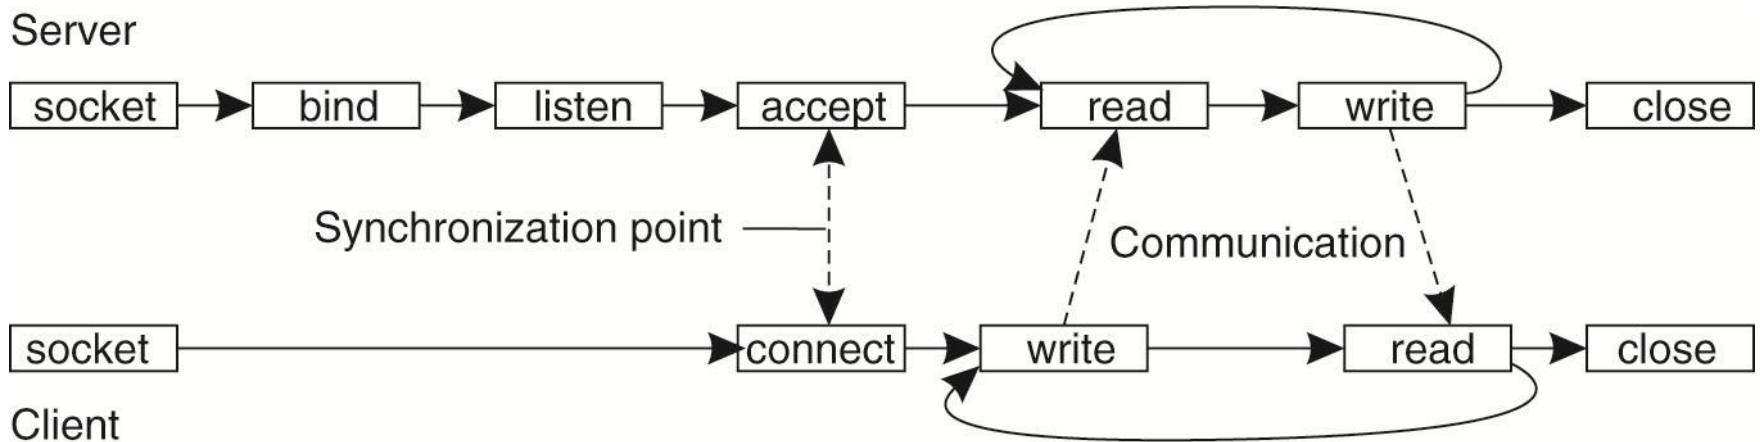 Server
socket bind listen accept read write close
Synchronization point
Communication
socket connect write read close
Client